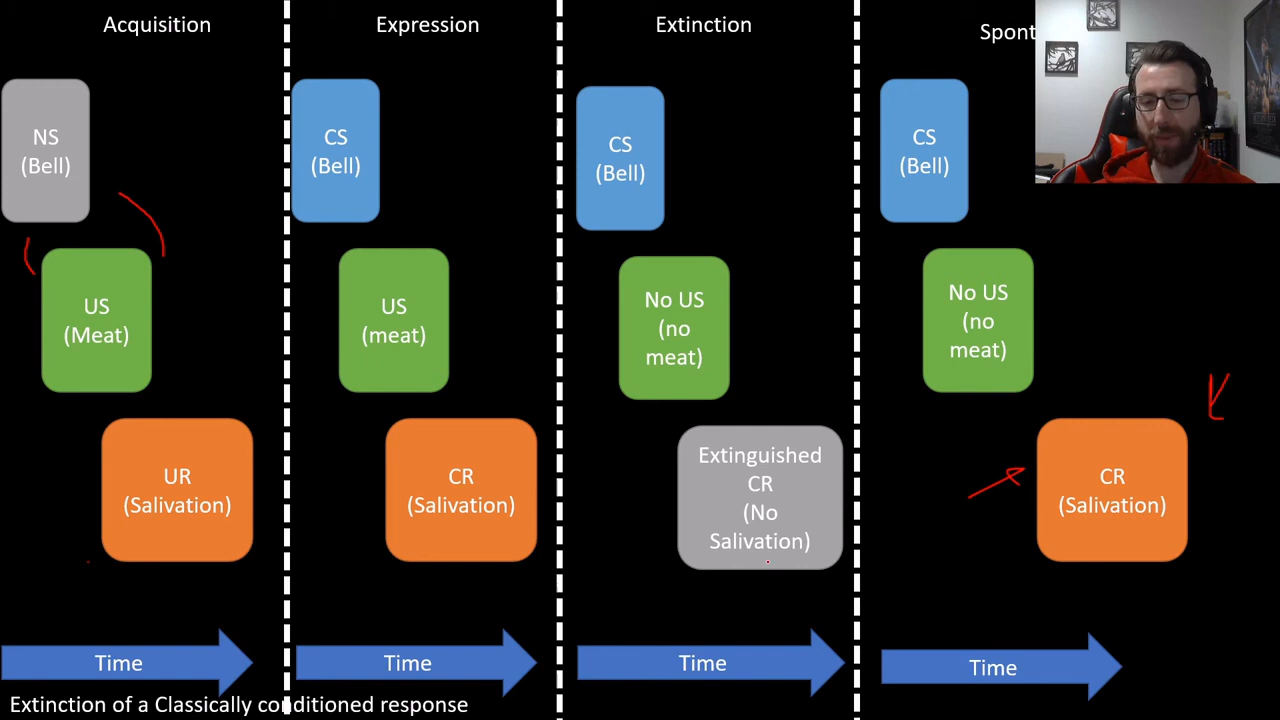 Acquisition
NS
(Bell)
US
(Meat)
UR
(Salivation)
Time
Expression
CS
(Bell)
US
(meat)
CR
(Salivation)
Time
Extinction
CS
(Bell)
No US
(no
meat)
Extinguished
CR
(No
Salivation)
Time
Spont
CS
(Bell)
No US
(no
meat)
CR
(Salivation)
Time
Extinction of a Classically conditioned response